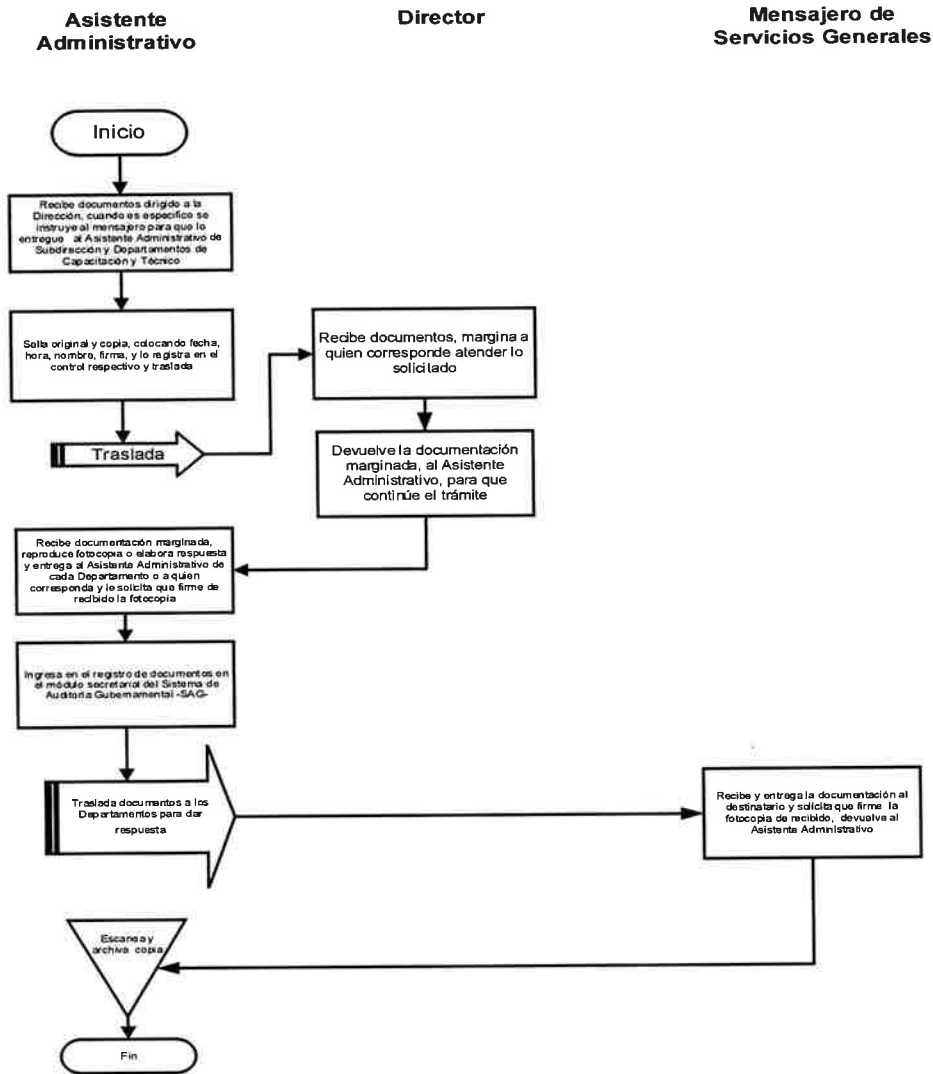 Asistente
Administrativo
Director
Mensajero de
Servicios Generales
Inicio
Recibe documentos dirigido a la
Dirección, cuando es especifico se
instruye al mensajero para que lo
entregue al Asistente Administrativo de
Subdirección y Departamentos de
Capacitación y Técnico
Sella original y copia, colocando fecha,
hora, nombre, firma, y lo registra en el
control respectivo y traslada
Traslada
Recibe documentos, margina a
quien corresponde atender lo
solicitado
Devuelve la documentación
marginada, al Asistente
Administrativo, para que
continúe el trámite
Recibe documentación marginada,
reproduce fotocopia o elabora respuesta
y entrega al Asistente Administrativo de
cada Departamento o a quien
corresponda y le solicita que firme de
recibido la fotocopia
Ingresa en el registro de documentos en
el módulo secretarial del Sistema de
Auditoría Gubernamental -SAG-
Traslada documentos a los
Departamentos para dar
respuesta
Recibe y entrega la documentación al
destinatario y solicita que firme la
fotocopia de recibido, devuelve al
Asistente Administrativo
Escanea y
archiva copia
Fin